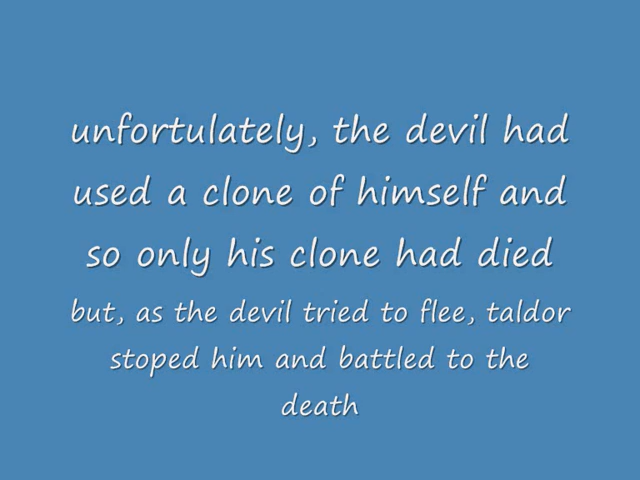 unfortulately, the devil had
used a clone of himself and
so only his clone had died
but, as the devil tried to flee, taldor
stoped him and battled to the
death